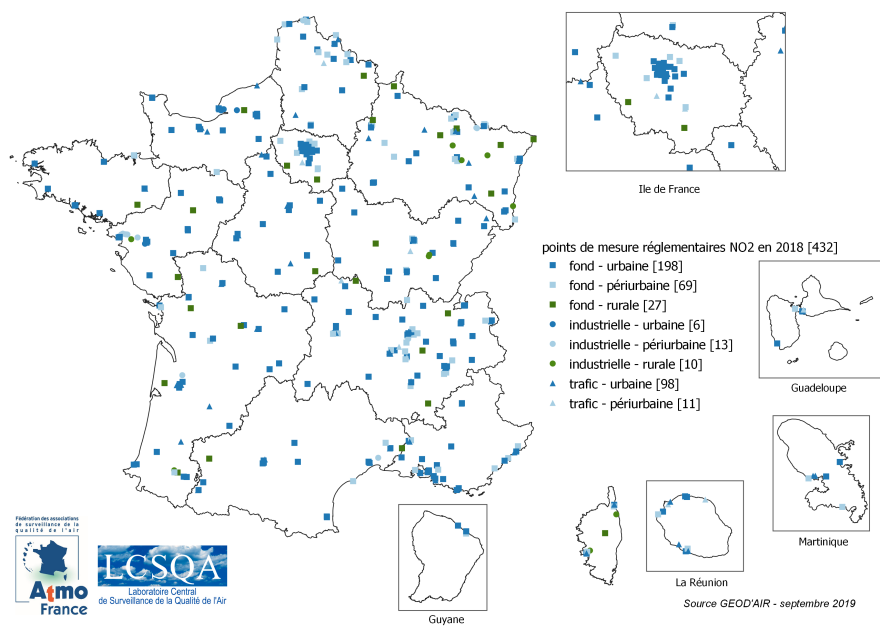 Ile de France
points de mesure réglementaires NO2 en 2018 [432]
fond - urbaine [198]
fond - périurbaine [69]
fond - rurale [27]
industrielle - urbaine [6]
industrielle - périurbaine [13]
industrielle - rurale [10]
trafic - urbaine [98]
trafic - périurbaine [11]
Guadeloupe
Martinique
La Réunion
Guyane
Fédération des associations
de surveillance de la
qualité de l'air
Atmo
France
LCSQA
Laboratoire Central
de Surveillance de la Qualité de l'Air
Source GEOD'AIR - septembre 2019